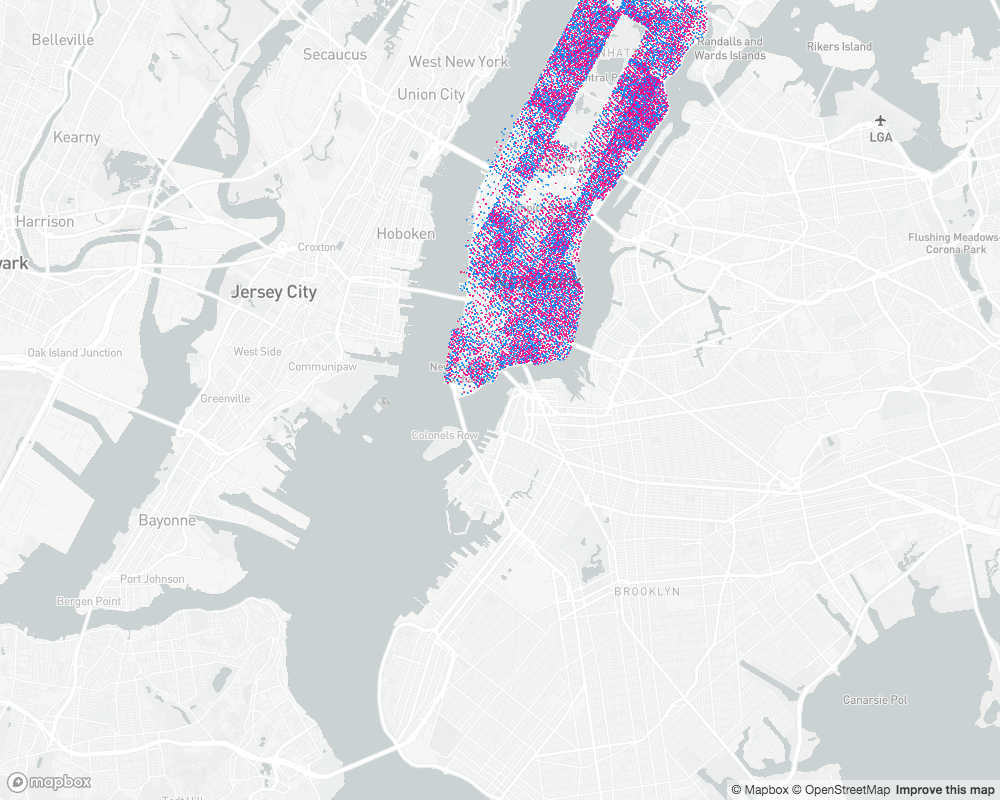 Belleville
Secaucus
West New York
Randalls and
Wards Islands
Rikers Island
Union City
Central Pa
Kearny
LGA
Harrison
Hoboken
Croxton
Flushing Meadows-
Corona Park
wark
Jersey City
Oak Island Junction
West Side
Communipaw
New
Greenville
Colonels Row
Bayonne
Port Johnson
Bergen Point
BROOKLYN
Canarsie Pol
mapbox
© Mapbox © OpenStreetMap Improve this map